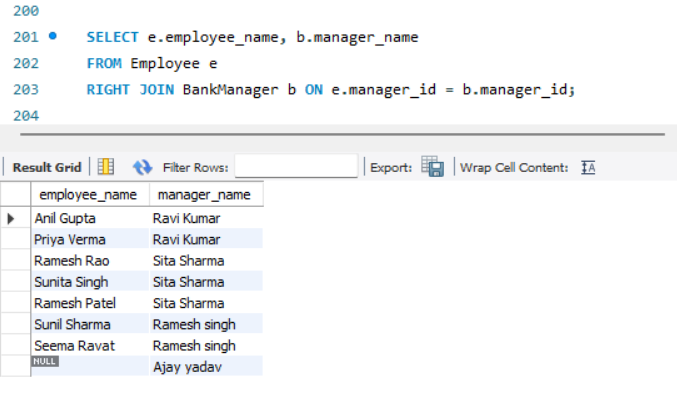 200
201 SELECT e.employee_name, b.manager_name
202 FROM Employee e
203 RIGHT JOIN BankManager b ON e.manager_id = b.manager_id;
204
Result Grid Filter Rows: Export: Wrap Cell Content: IA
employee_name manager_name
Anil Gupta Ravi Kumar
Priya Verma Ravi Kumar
Ramesh Rao Sita Sharma
Sunita Singh Sita Sharma
Ramesh Patel Sita Sharma
Sunil Sharma Ramesh singh
Seema Ravat Ramesh singh
NULL Ajay yadav